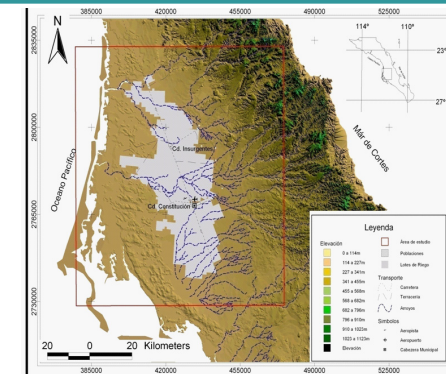 385000 420000 455000 490000 525000
N
114° 110°
23°
27°
2835000
2800000
2765000
2730000
Oceano Pacífico
Már de Cortes
Cd. Insurgentes
Cd. Constitución
20 0 20 Kilometers
385000 420000 455000 490000 525000
Leyenda
Elevación
0 a 114m
114 a 227m
227 a 341m
341 a 455m
455 a 568m
568 a 682m
682 a 796m
796 a 910m
910 a 1023m
1023 a 1123m
Elevación
Área de estudio
Poblaciones
Lotes de Riego
Transporte
Carretera
Terracería
Arroyos
Símbolos
Aeropista
Aeropuerto
Cabecera Municipal